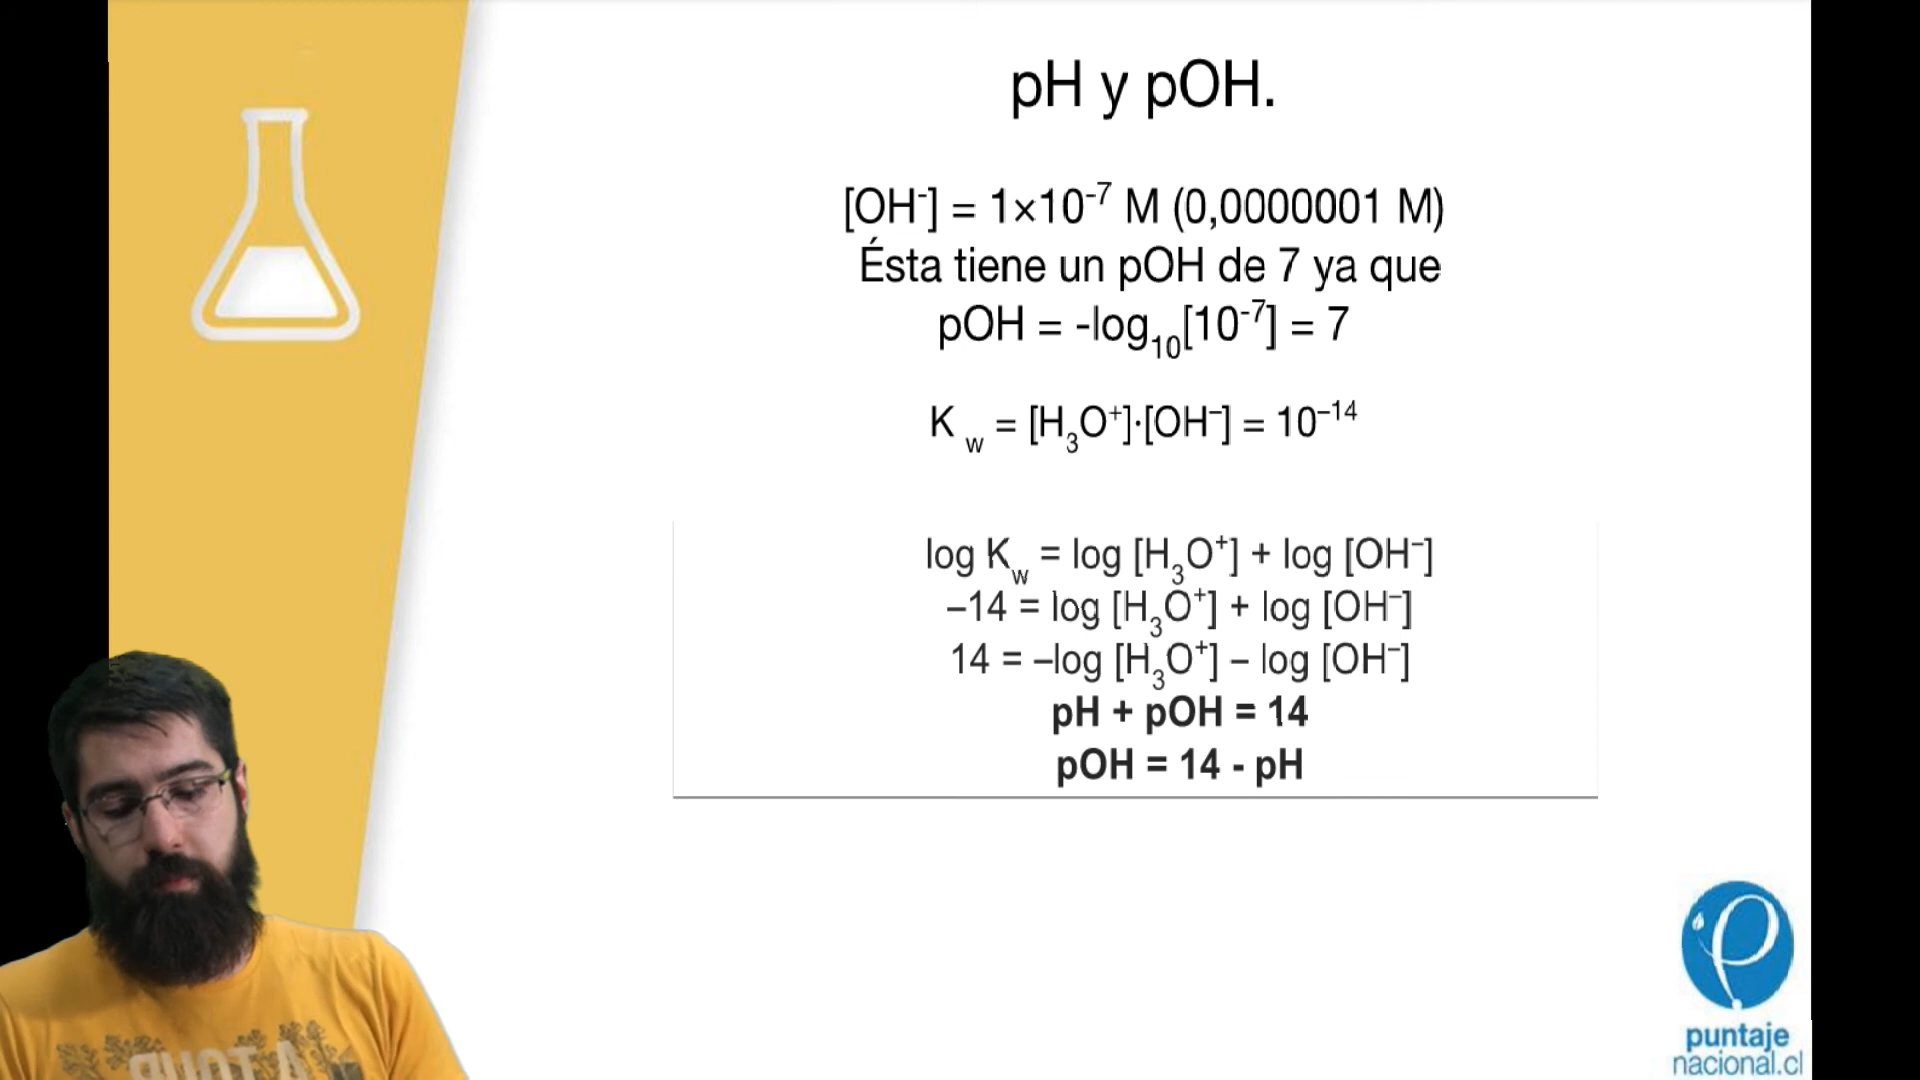 pH y pOH.
[OH⁻] = 1×10⁻⁷ M (0,0000001 M)
Ésta tiene un pOH de 7 ya que
pOH = -log₁₀[10⁻⁷] = 7
K w = [H₃O⁺]·[OH⁻] = 10⁻¹⁴
log Kw = log [H₃O⁺] + log [OH⁻]
–14 = log [H₃O⁺] + log [OH⁻]
14 = –log [H₃O⁺] – log [OH⁻]
pH + pOH = 14
pOH = 14 - pH
puntaje
nacional.cl